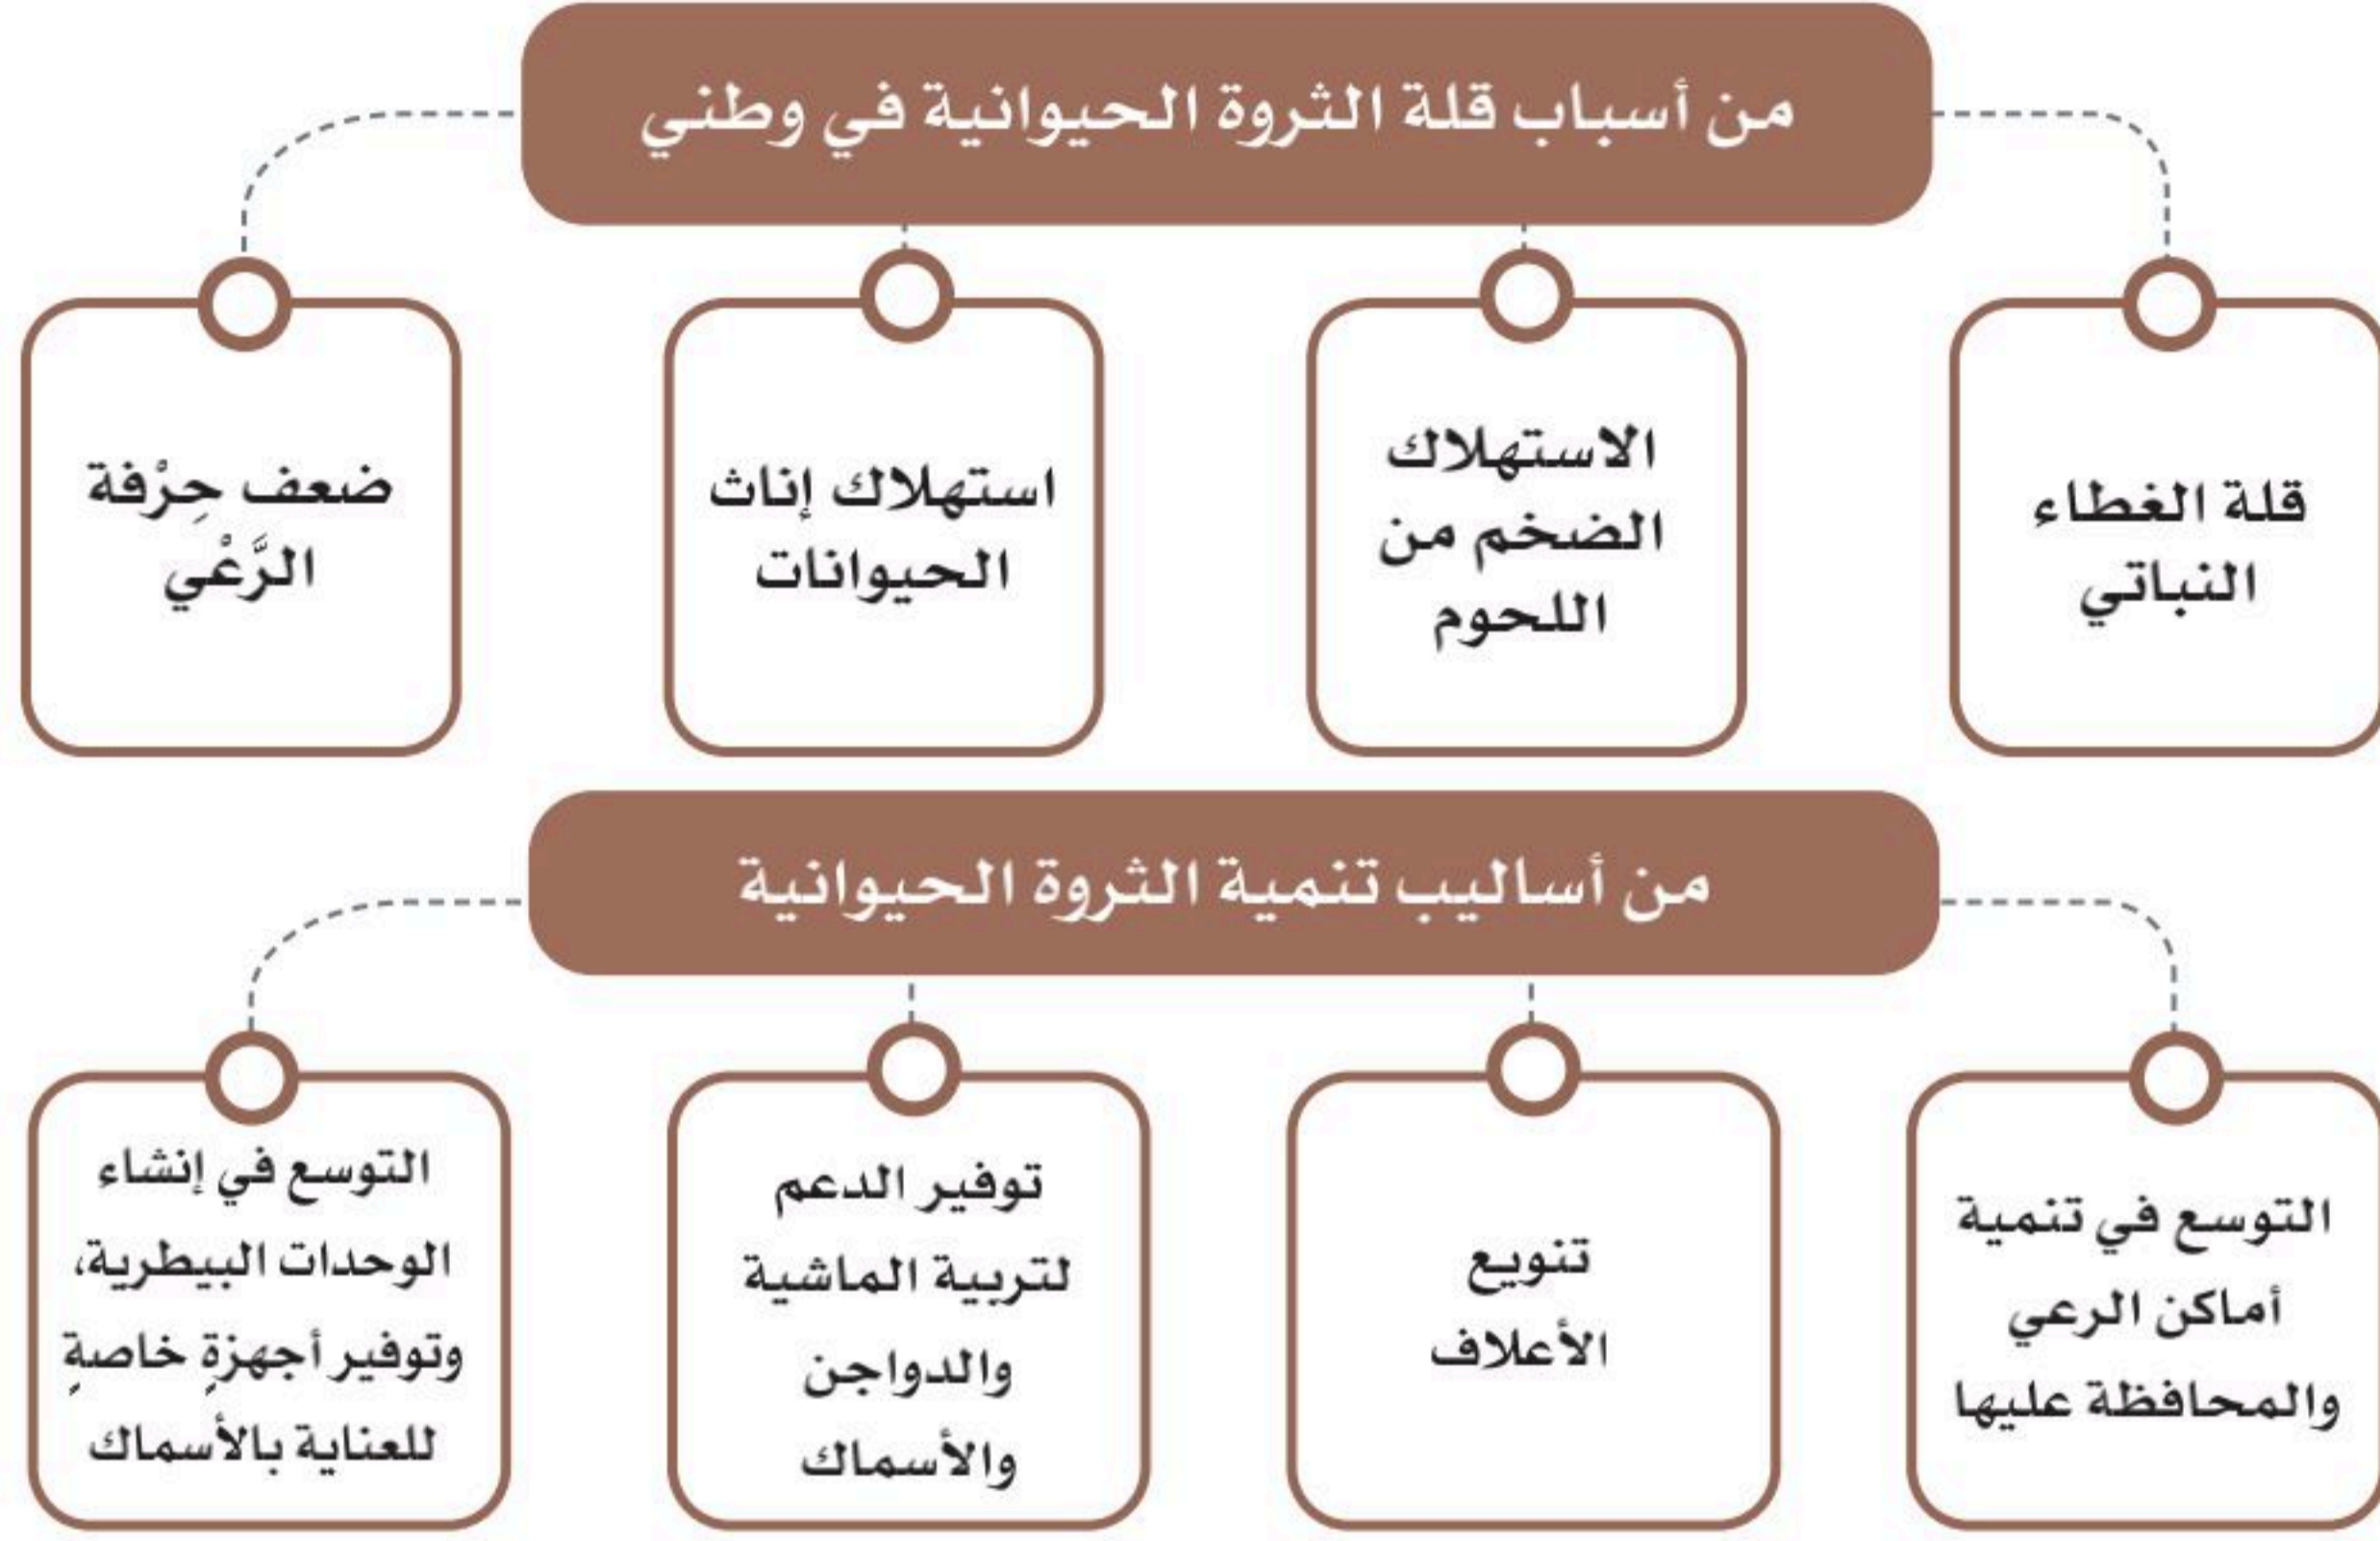 من أسباب قلة الثروة الحيوانية في وطني
قلة الغطاء
النباتي
الاستهلاك
الضخم من
اللحوم
استهلاك إناث
الحيوانات
ضعف حِرْفة
الرَّعْي
من أساليب تنمية الثروة الحيوانية
التوسع في تنمية
أماكن الرعي
والمحافظة عليها
تنويع
الأعلاف
توفير الدعم
لتربية الماشية
والدواجن
والأسماك
التوسع في إنشاء
الوحدات البيطرية،
وتوفير أجهزةٍ خاصةٍ
للعناية بالأسماك